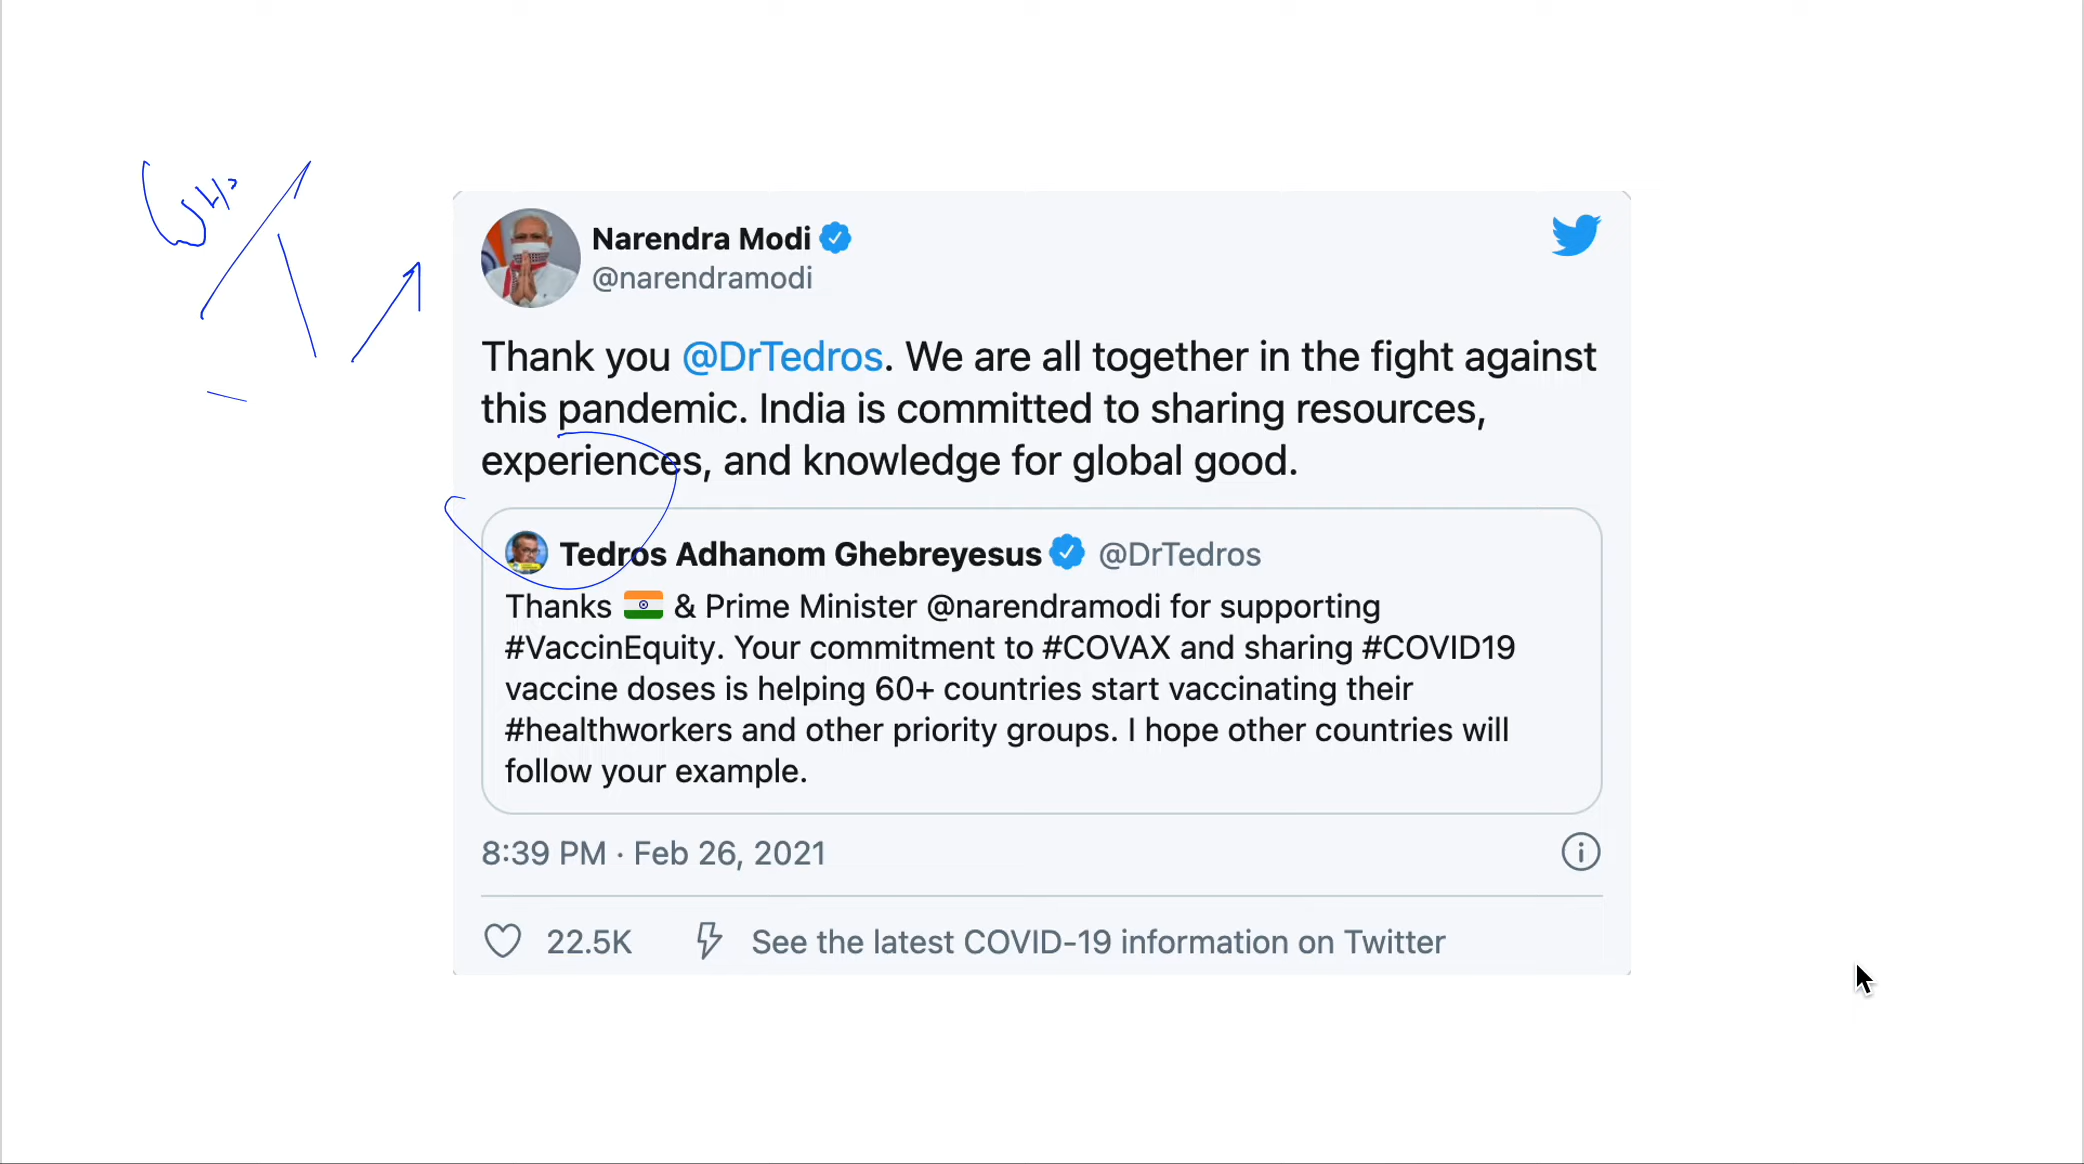 Narendra Modi
@narendramodi
Thank you @DrTedros. We are all together in the fight against
this pandemic. India is committed to sharing resources,
experiences, and knowledge for global good.
Tedros Adhanom Ghebreyesus @DrTedros
Thanks 🇮🇳 & Prime Minister @narendramodi for supporting
#VaccinEquity. Your commitment to #COVAX and sharing #COVID19
vaccine doses is helping 60+ countries start vaccinating their
#healthworkers and other priority groups. I hope other countries will
follow your example.
8:39 PM · Feb 26, 2021
22.5K See the latest COVID-19 information on Twitter